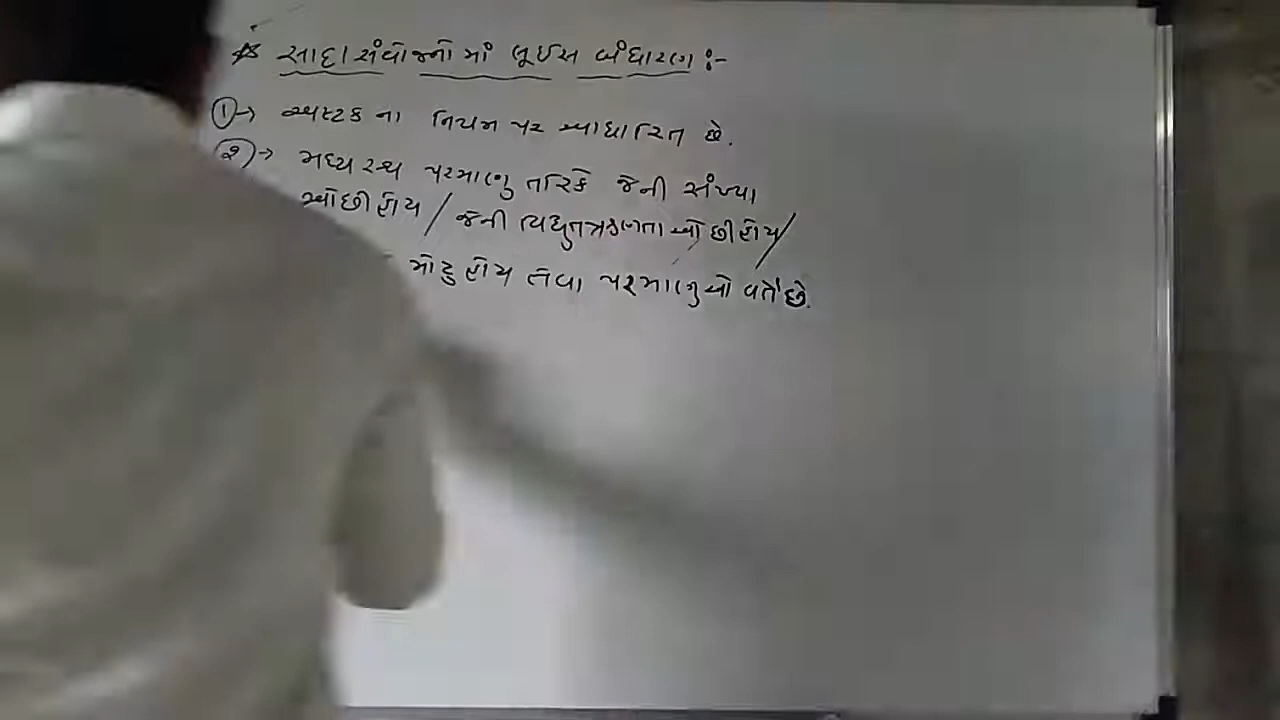 * સાદા સંયોજનો માં લૂઈસ બંધારણ :-
① → અષ્ટક ના નિયમ પર આધારિત છે.
② → મધ્યસ્થ પરમાણુ તરિકે જેની સંખ્યા
ઓછી હોય / જેની વિદ્યુતઋણતા ઓછી હોય /
મોટુ હોય તેવા પરમાણુઓ વર્તે છે.